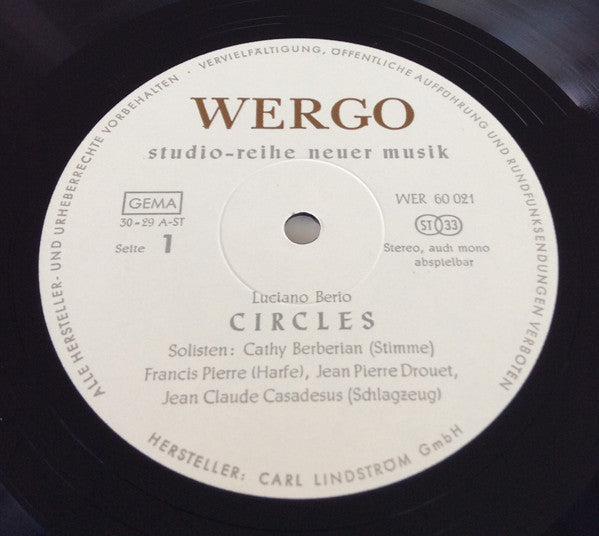 ALLE HERSTELLER- UND URHEBERRECHTE VORBEHALTEN · VERVIELFÄLTIGUNG, ÖFFENTLICHE AUFFÜHRUNG UND RUNDFUNKSENDUNGEN VERBOTEN
WERGO
studio-reihe neuer musik
GEMA
WER 60 021
30-29 A-ST
ST 33
Seite 1
Stereo, auch mono
abspielbar
Luciano Berio
CIRCLES
Solisten: Cathy Berberian (Stimme)
Francis Pierre (Harfe), Jean Pierre Drouet,
Jean Claude Casadesus (Schlagzeug)
HERSTELLER: CARL LINDSTRÖM GmbH